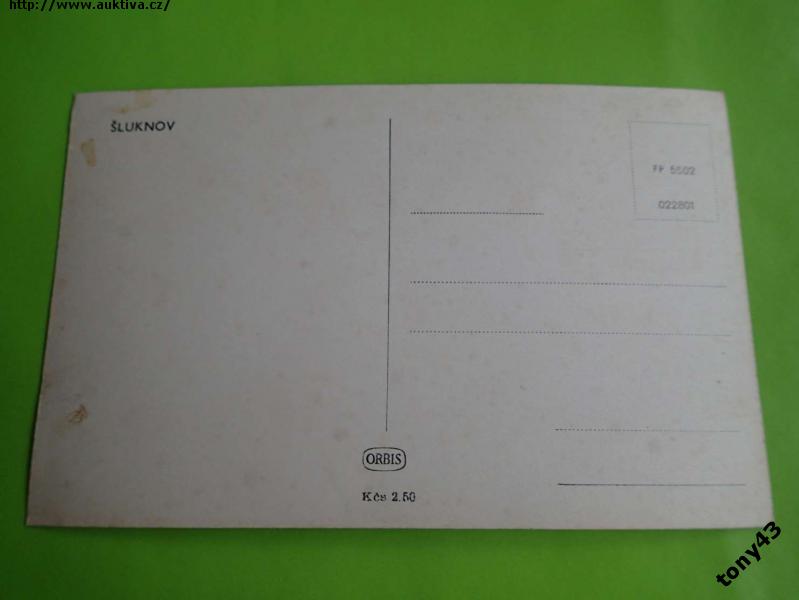 http://www.auktiva.cz/
ŠLUKNOV
FP 5502
022801
ORBIS
Kčs 2.50
tony43